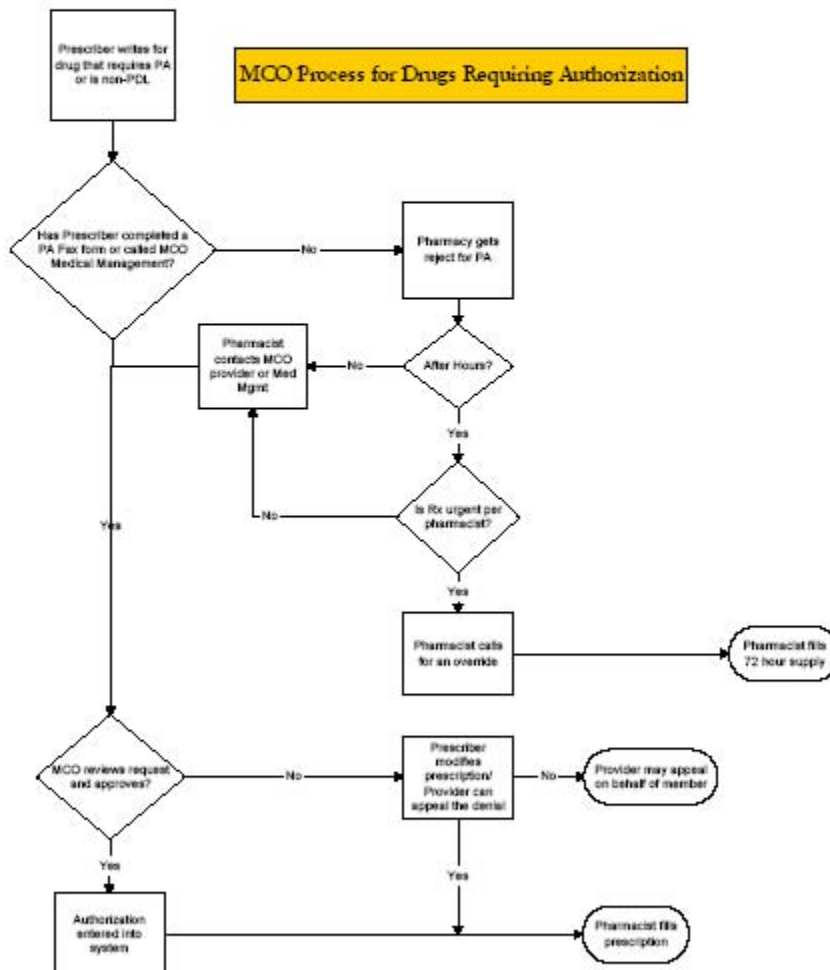 Prescriber writes for
drug that requires PA
or is non-PDL
MCO Process for Drugs Requiring Authorization
Has Prescriber completed a
PA Fax form or called MCO
Medical Management?
No
Pharmacy gets
reject for PA
Pharmacist
contacts MCO
provider or Med
Mgmt
No
After Hours?
Yes
Yes
No
Is Rx urgent per
pharmacist?
Yes
Pharmacist calls
for an override
Pharmacist fills
72 hour supply
MCO reviews request
and approves?
No
Prescriber
modifies prescription/
Provider can
appeal the denial
No
Provider may appeal
on behalf of member
Yes
Yes
Authorization
entered into
system
Pharmacist fills
prescription